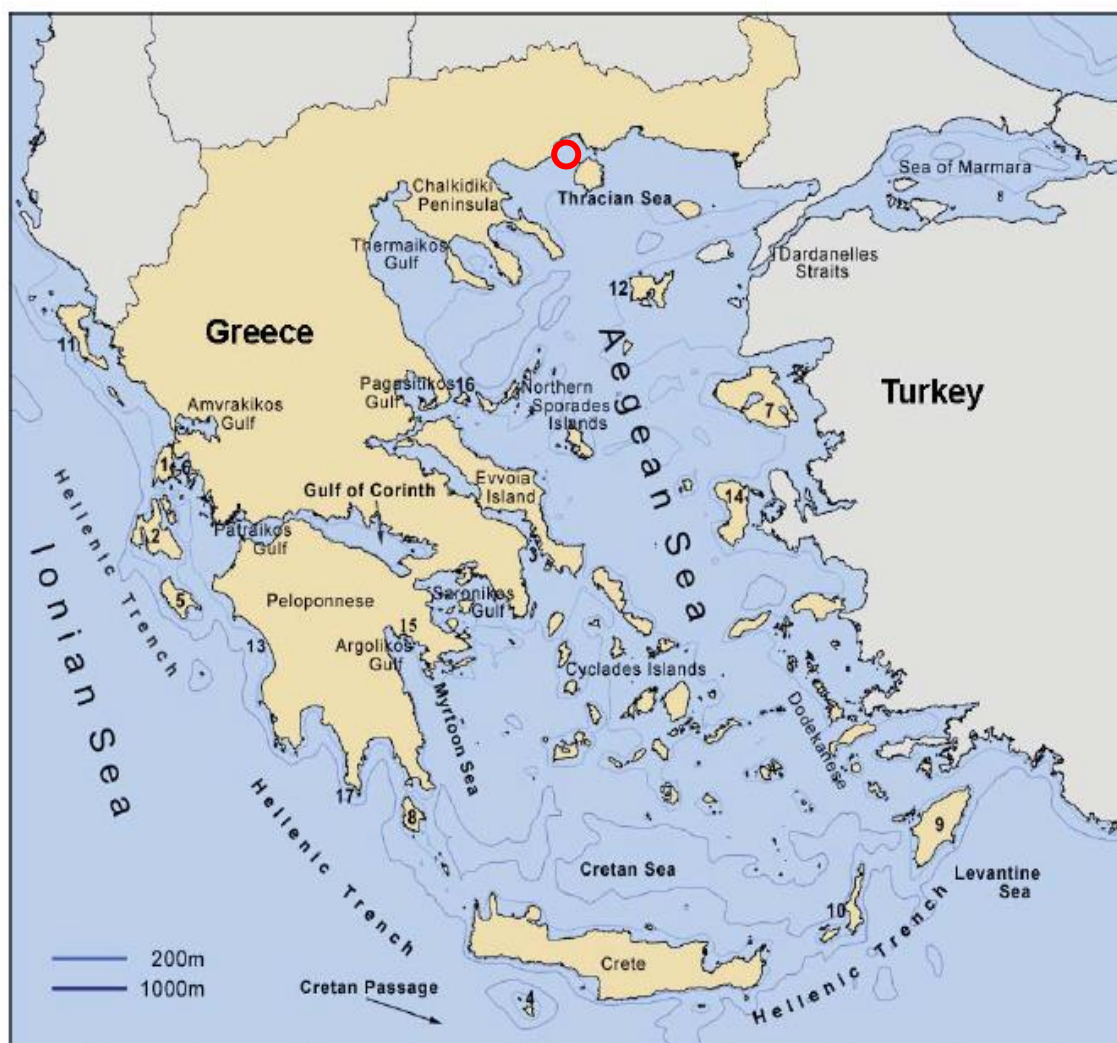 Sea of Marmara
8
Chalkidiki
Peninsula
Thracian Sea
Thermaikos
Gulf
Dardanelles
Straits
12
Greece
11
Aegean Sea
Pagasitikos
Gulf
16
Northern
Sporades
Islands
Turkey
7
Amvrakikos
Gulf
1
6
Evvoia
Island
Gulf of Corinth
14
2
Patraikos
Gulf
3
Hellenic Trench
Ionian Sea
5
Peloponnese
Saronikos
Gulf
15
Argolikos
Gulf
13
Cyclades Islands
Myrtoon Sea
Dodekanese
17
8
Hellenic Trench
9
Cretan Sea
Levantine
Sea
10
Hellenic Trench
Crete
200m
1000m
Cretan Passage
4